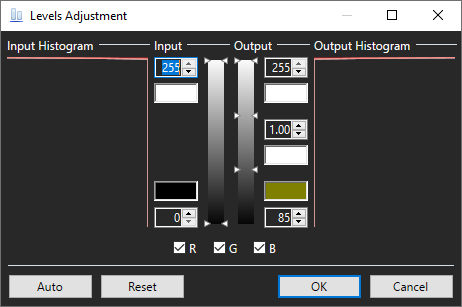 Levels Adjustment
Input Histogram Input Output Output Histogram
255 255
1.00
0 85
R G B
Auto Reset OK Cancel